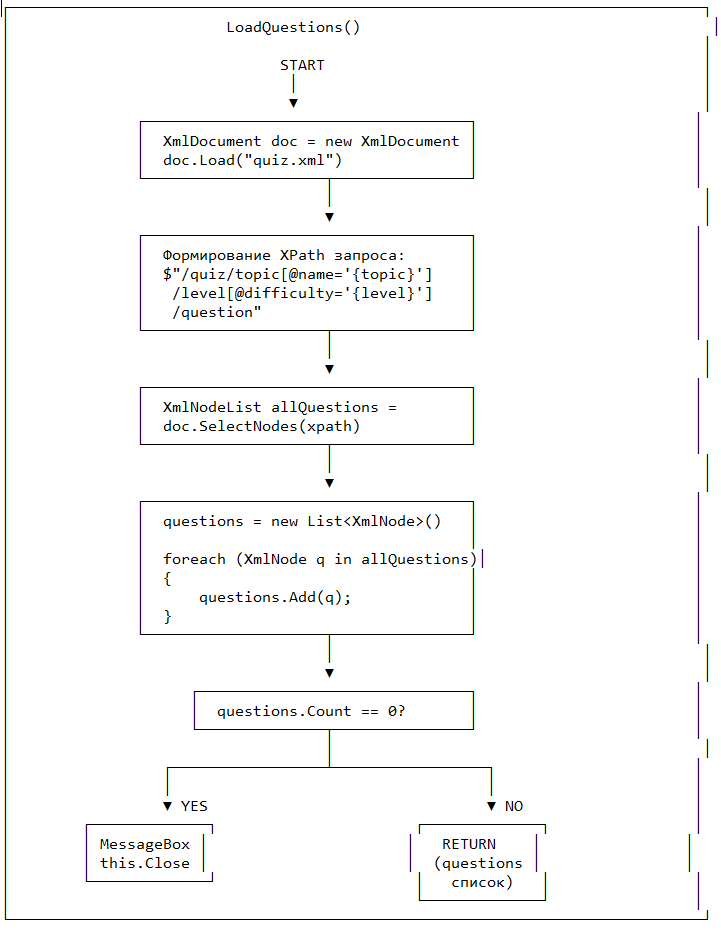 LoadQuestions()
START
XmlDocument doc = new XmlDocument
doc.Load("quiz.xml")
Формирование XPath запроса:
$"/quiz/topic[@name='{topic}']
/level[@difficulty='{level}']
/question"
XmlNodeList allQuestions =
doc.SelectNodes(xpath)
questions = new List<XmlNode>()
foreach (XmlNode q in allQuestions)
{
questions.Add(q);
}
questions.Count == 0?
YES
NO
MessageBox
this.Close
RETURN
(questions
список)